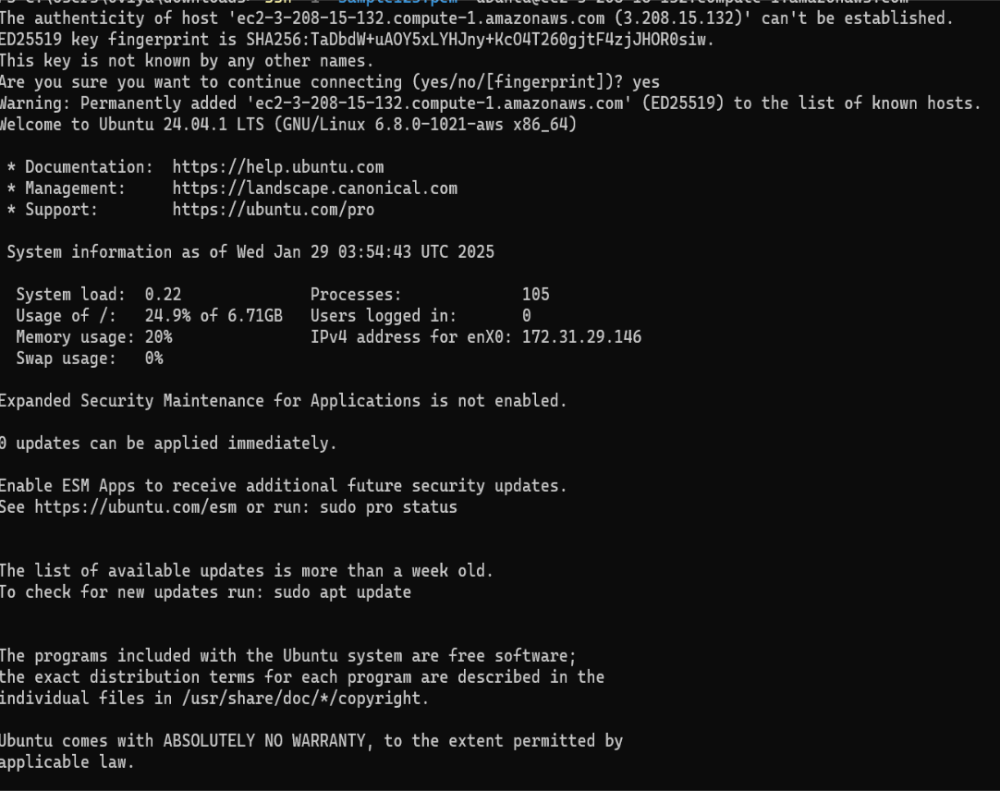 The authenticity of host 'ec2-3-208-15-132.compute-1.amazonaws.com (3.208.15.132)' can't be established.
ED25519 key fingerprint is SHA256:TaDbdW+uAOY5xLYHJny+KcO4T260gjtF4zjJHOR0siw.
This key is not known by any other names.
Are you sure you want to continue connecting (yes/no/[fingerprint])? yes
Warning: Permanently added 'ec2-3-208-15-132.compute-1.amazonaws.com' (ED25519) to the list of known hosts.
Welcome to Ubuntu 24.04.1 LTS (GNU/Linux 6.8.0-1021-aws x86_64)
* Documentation:  https://help.ubuntu.com
* Management:     https://landscape.canonical.com
* Support:        https://ubuntu.com/pro
System information as of Wed Jan 29 03:54:43 UTC 2025
System load:  0.22              Processes:             105
Usage of /:   24.9% of 6.71GB   Users logged in:       0
Memory usage: 20%               IPv4 address for enX0: 172.31.29.146
Swap usage:   0%
Expanded Security Maintenance for Applications is not enabled.
0 updates can be applied immediately.
Enable ESM Apps to receive additional future security updates.
See https://ubuntu.com/esm or run: sudo pro status
The list of available updates is more than a week old.
To check for new updates run: sudo apt update
The programs included with the Ubuntu system are free software;
the exact distribution terms for each program are described in the
individual files in /usr/share/doc/*/copyright.
Ubuntu comes with ABSOLUTELY NO WARRANTY, to the extent permitted by
applicable law.